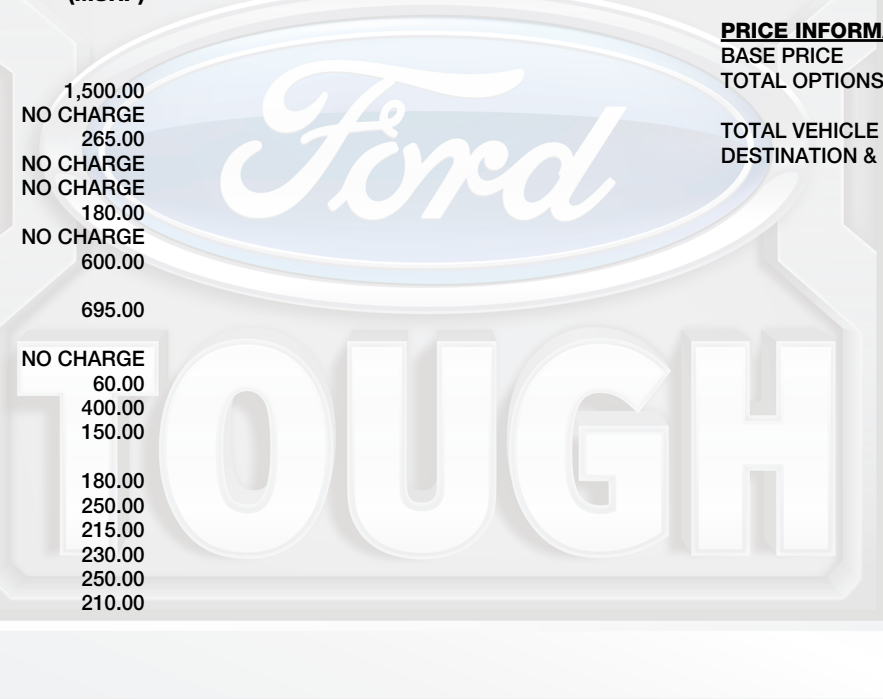 (MSRP)
1,500.00
NO CHARGE
265.00
NO CHARGE
NO CHARGE
180.00
NO CHARGE
600.00
695.00
NO CHARGE
60.00
400.00
150.00
180.00
250.00
215.00
230.00
250.00
210.00
PRICE INFORMA
BASE PRICE
TOTAL OPTIONS
TOTAL VEHICLE
DESTINATION &
Ford
TOUGH